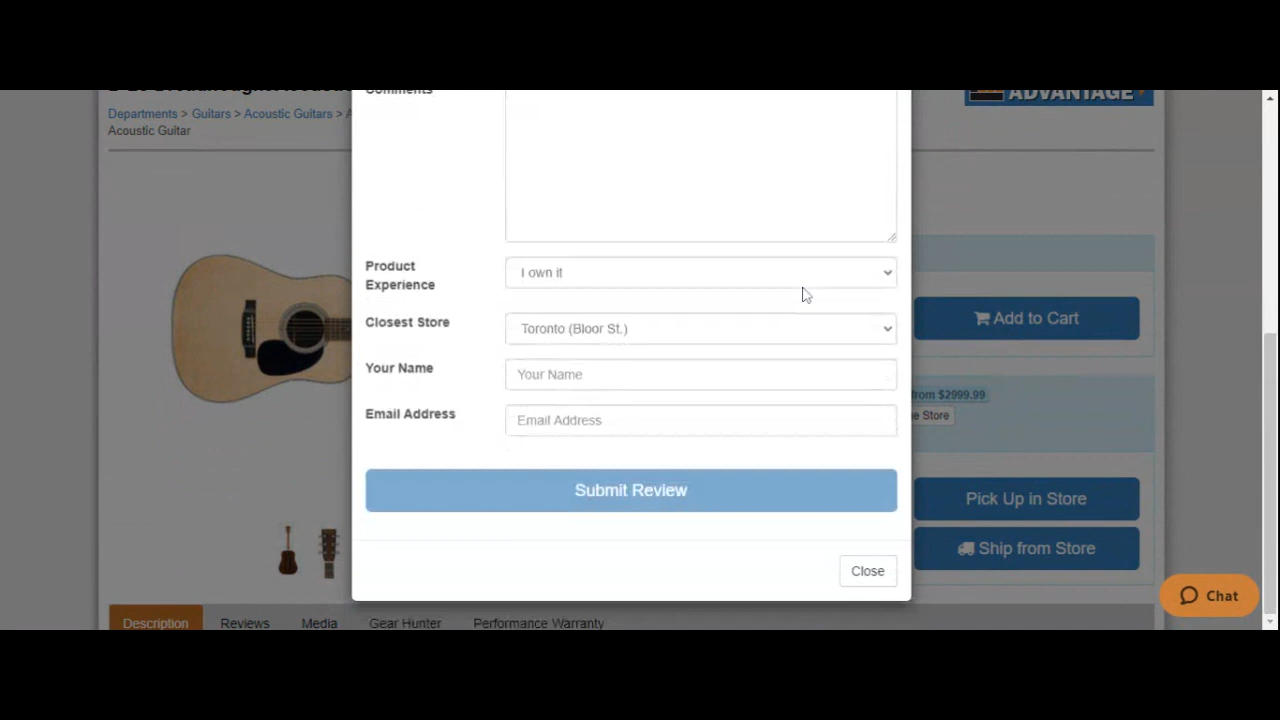 ADVANTAGE
Departments > Guitars > Acoustic Guitars >
Acoustic Guitar
Comments
Product
Experience
I own it
Closest Store
Toronto (Bloor St.)
Your Name
Your Name
Email Address
Email Address
Submit Review
Close
Add to Cart
from $2999.99
e Store
Pick Up in Store
Ship from Store
Chat
Description
Reviews
Media
Gear Hunter
Performance Warranty